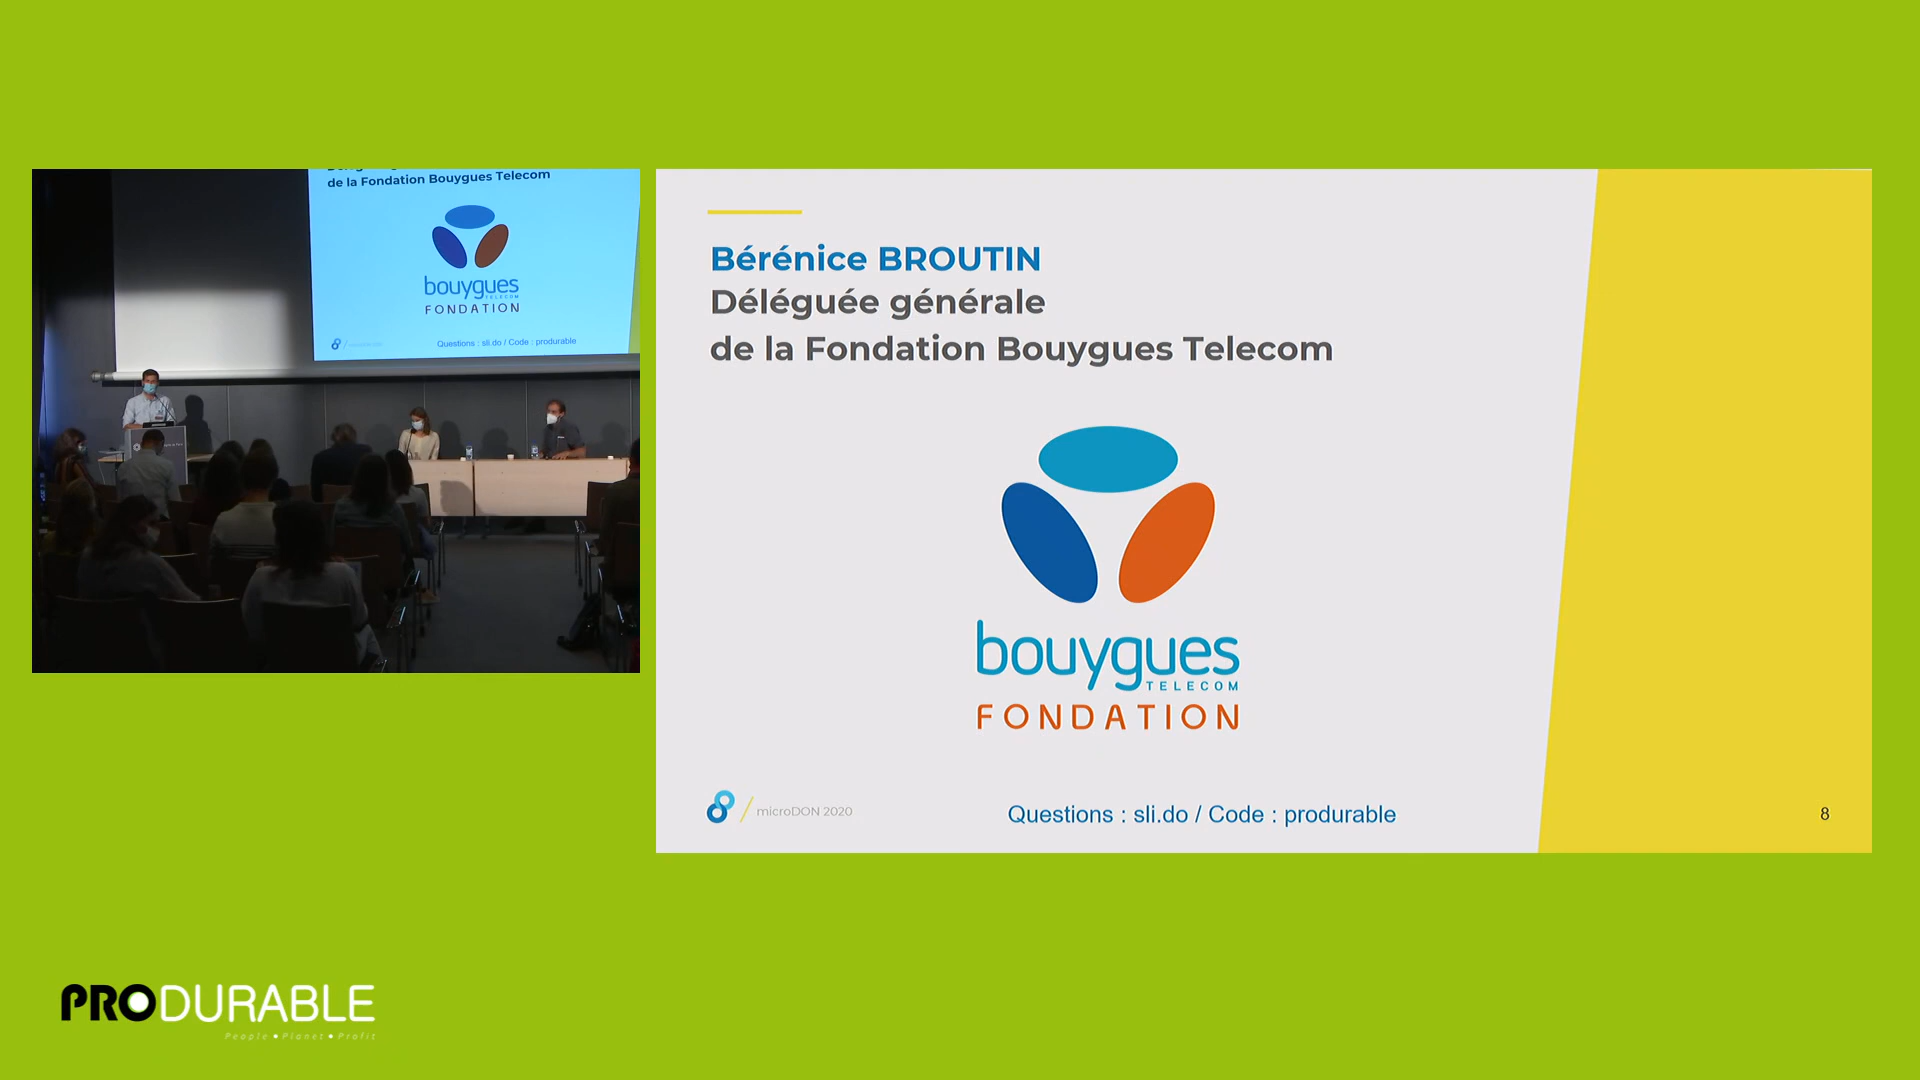 de la Fondation Bouygues Telecom
bouygues
TELECOM
FONDATION
Questions : sli.do / Code : produrable
Bérénice BROUTIN
Déléguée générale
de la Fondation Bouygues Telecom
bouygues
TELECOM
FONDATION
microDON 2020
Questions : sli.do / Code : produrable
8
PRODURABLE
People • Planet • Profit